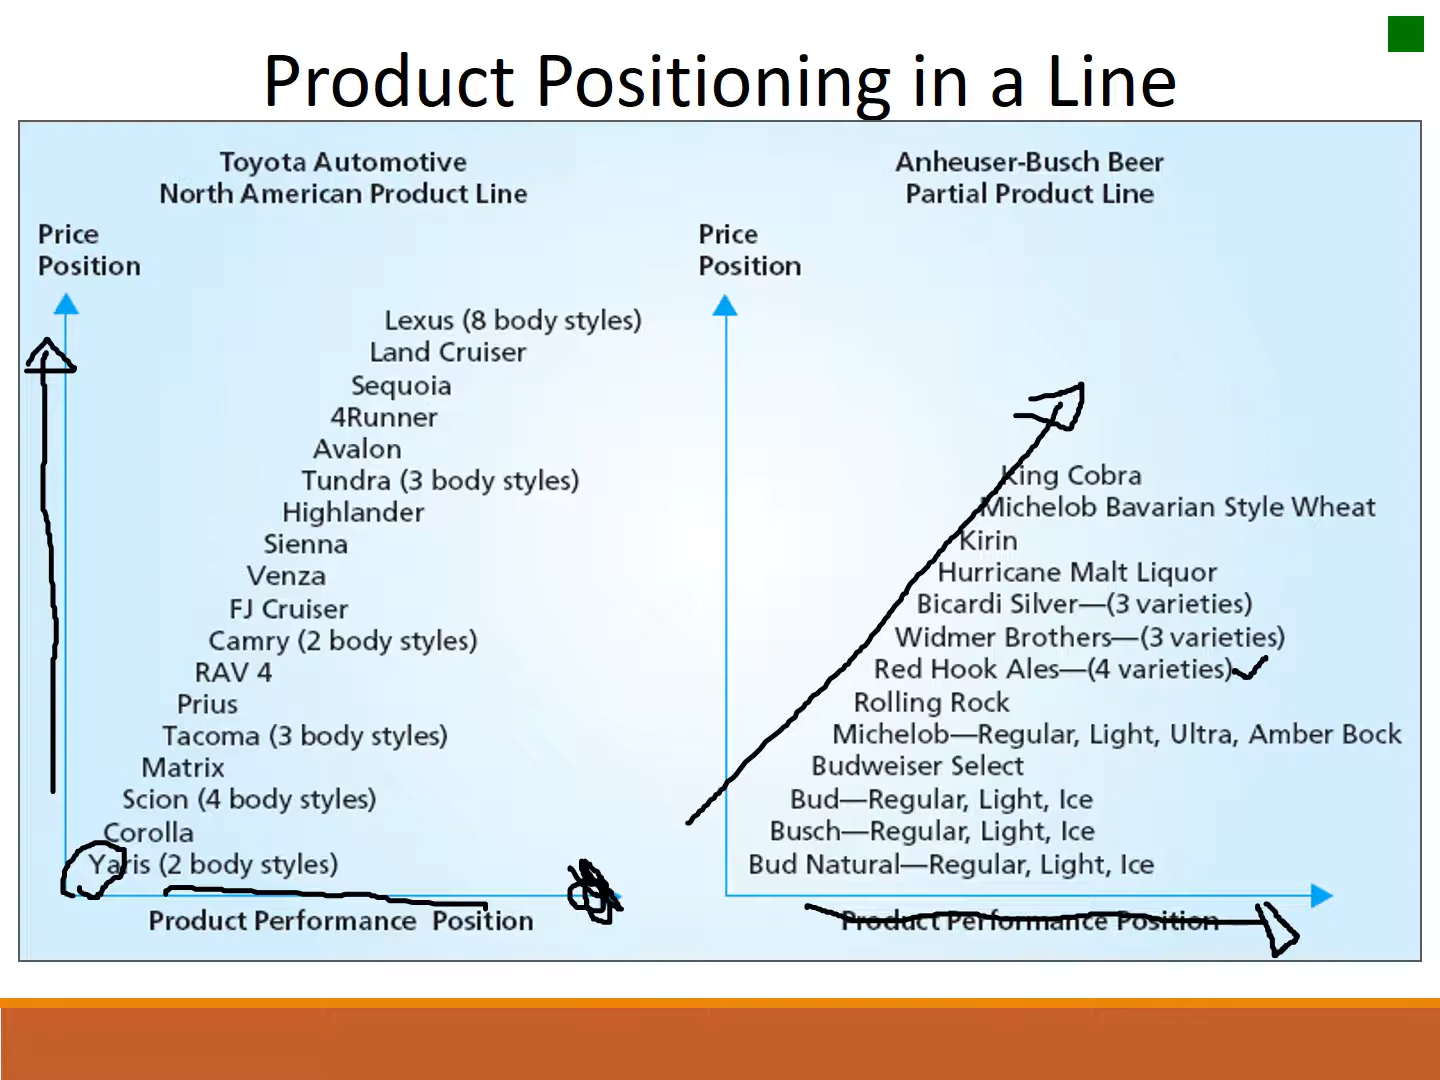 Product Positioning in a Line
Toyota Automotive
North American Product Line
Price
Position
Lexus (8 body styles)
Land Cruiser
Sequoia
4Runner
Avalon
Tundra (3 body styles)
Highlander
Sienna
Venza
FJ Cruiser
Camry (2 body styles)
RAV 4
Prius
Tacoma (3 body styles)
Matrix
Scion (4 body styles)
Corolla
Yaris (2 body styles)
Product Performance Position
Anheuser-Busch Beer
Partial Product Line
Price
Position
King Cobra
Michelob Bavarian Style Wheat
Kirin
Hurricane Malt Liquor
Bicardi Silver—(3 varieties)
Widmer Brothers—(3 varieties)
Red Hook Ales—(4 varieties)
Rolling Rock
Michelob—Regular, Light, Ultra, Amber Bock
Budweiser Select
Bud—Regular, Light, Ice
Busch—Regular, Light, Ice
Bud Natural—Regular, Light, Ice
Product Performance Position